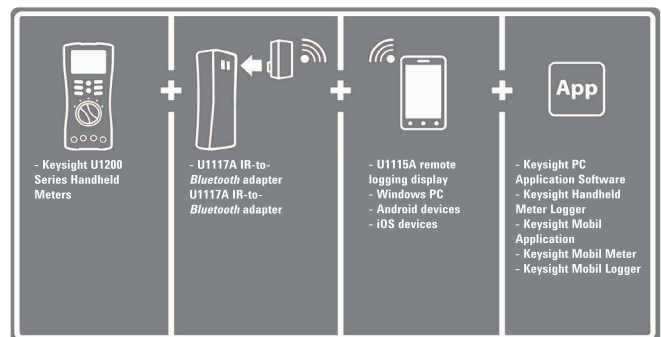 App
- Keysight U1200
Series Handheld
Meters
- U1117A IR-to-
Bluetooth adapter
U1117A IR-to-
Bluetooth adapter
- U1115A remote
logging display
- Windows PC
- Android devices
- iOS devices
- Keysight PC
Application Software
- Keysight Handheld
Meter Logger
- Keysight Mobil
Application
- Keysight Mobil Meter
- Keysight Mobil Logger